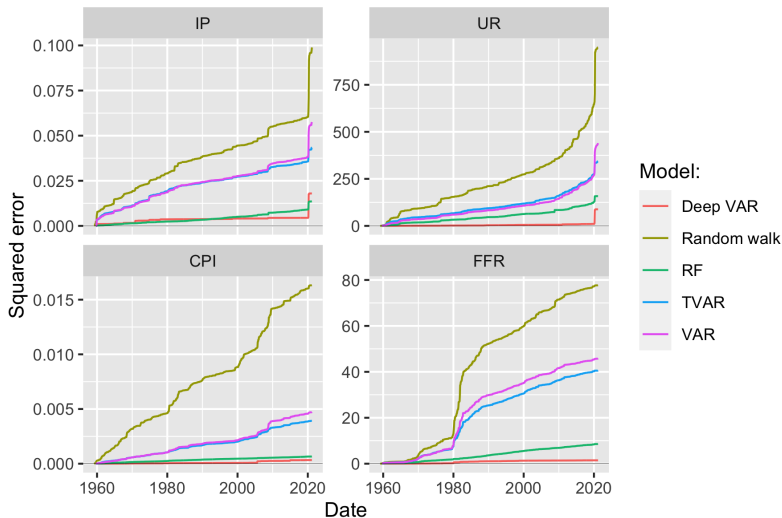 IP
UR
0.100
0.075
0.050
0.025
0.000
750
500
250
0
CPI
FFR
0.015
0.010
0.005
0.000
80
60
40
20
0
1960
1980
2000
2020
1960
1980
2000
2020
Squared error
Date
Model:
Deep VAR
Random walk
RF
TVAR
VAR